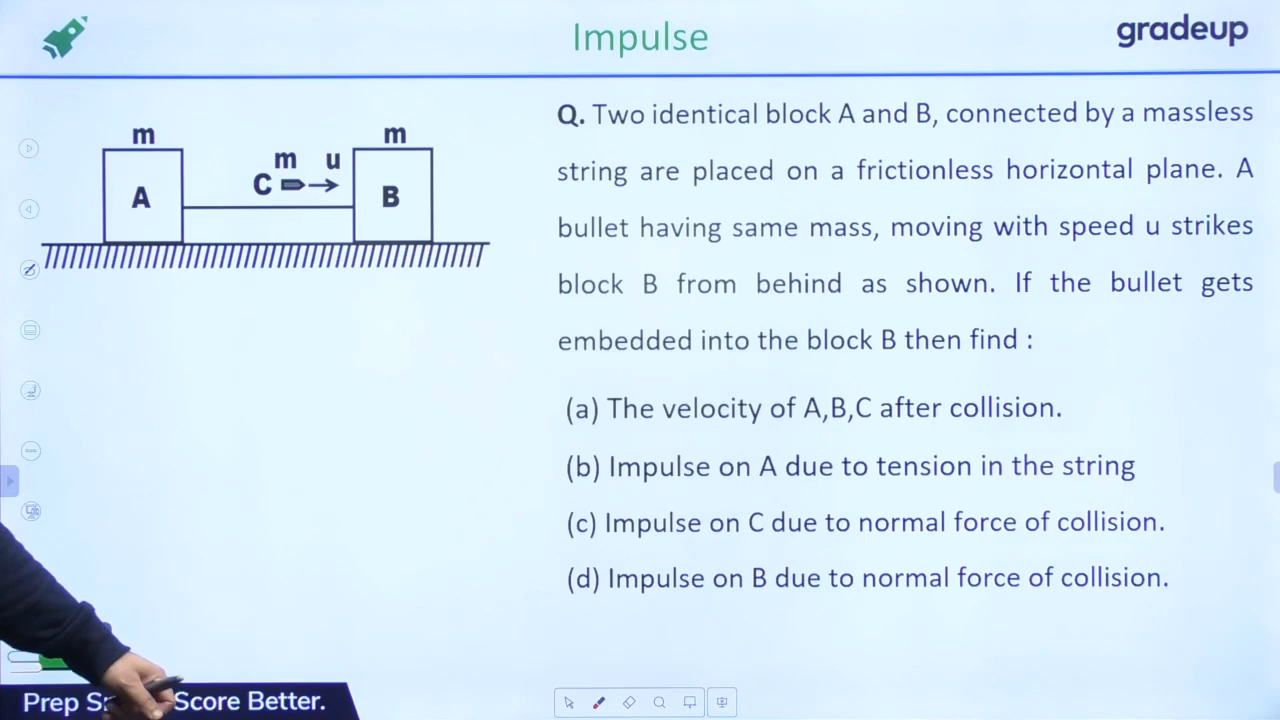 Impulse
gradeup
m
m
m u
C
A
B
Q. Two identical block A and B, connected by a massless
string are placed on a frictionless horizontal plane. A
bullet having same mass, moving with speed u strikes
block B from behind as shown. If the bullet gets
embedded into the block B then find :
(a) The velocity of A,B,C after collision.
(b) Impulse on A due to tension in the string
(c) Impulse on C due to normal force of collision.
(d) Impulse on B due to normal force of collision.
Prep Score Better.